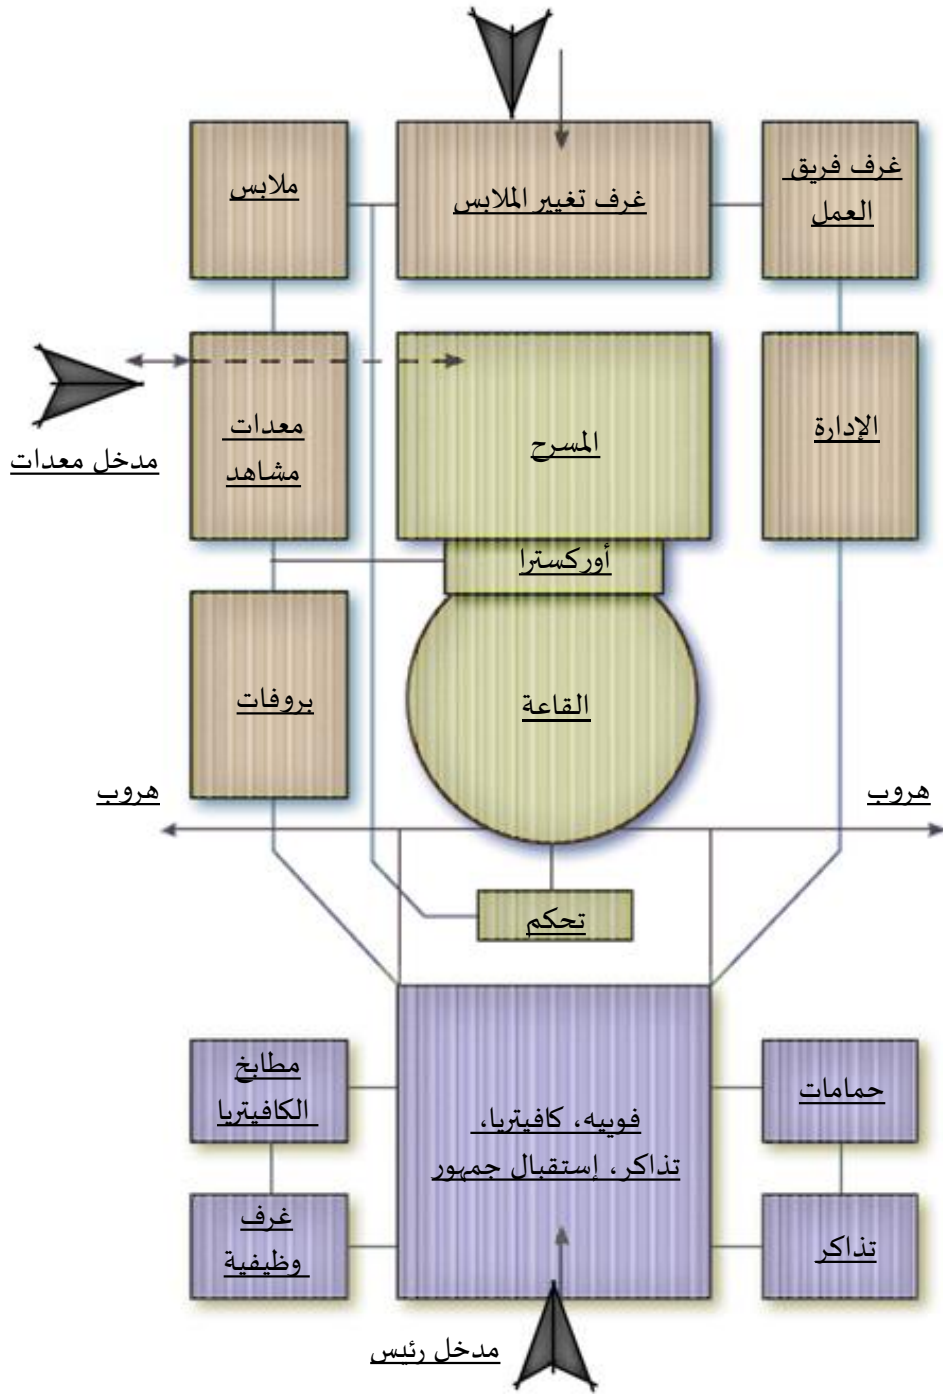 ملابس
غرف تغيير الملابس
غرف فريق
العمل
معدات
مشاهد
المسرح
الإدارة
مدخل معدات
أوركسترا
بروفات
القاعة
هروب
هروب
تحكم
مطابخ
الكافيتريا
فوييه، كافيتريا،
تذاكر، إستقبال جمهور
حمامات
غرف
وظيفية
تذاكر
مدخل رئيس